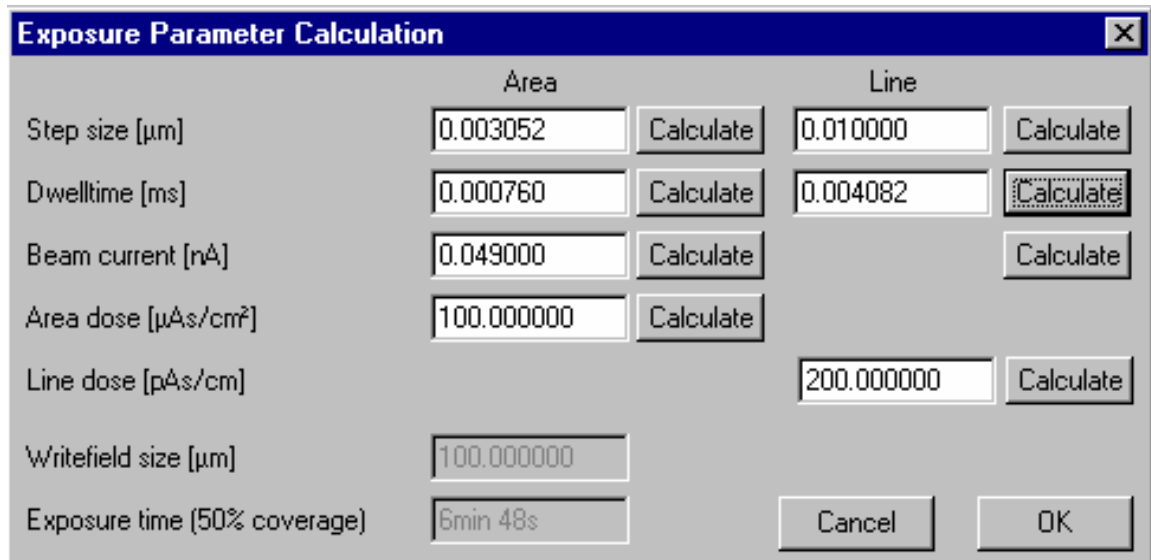 Exposure Parameter Calculation
Area Line
Step size [µm] 0.003052 Calculate 0.010000 Calculate
Dwelltime [ms] 0.000760 Calculate 0.004082 Calculate
Beam current [nA] 0.049000 Calculate Calculate
Area dose [µAs/cm²] 100.000000 Calculate
Line dose [pAs/cm] 200.000000 Calculate
Writefield size [µm] 100.000000
Exposure time (50% coverage) 6min 48s Cancel OK